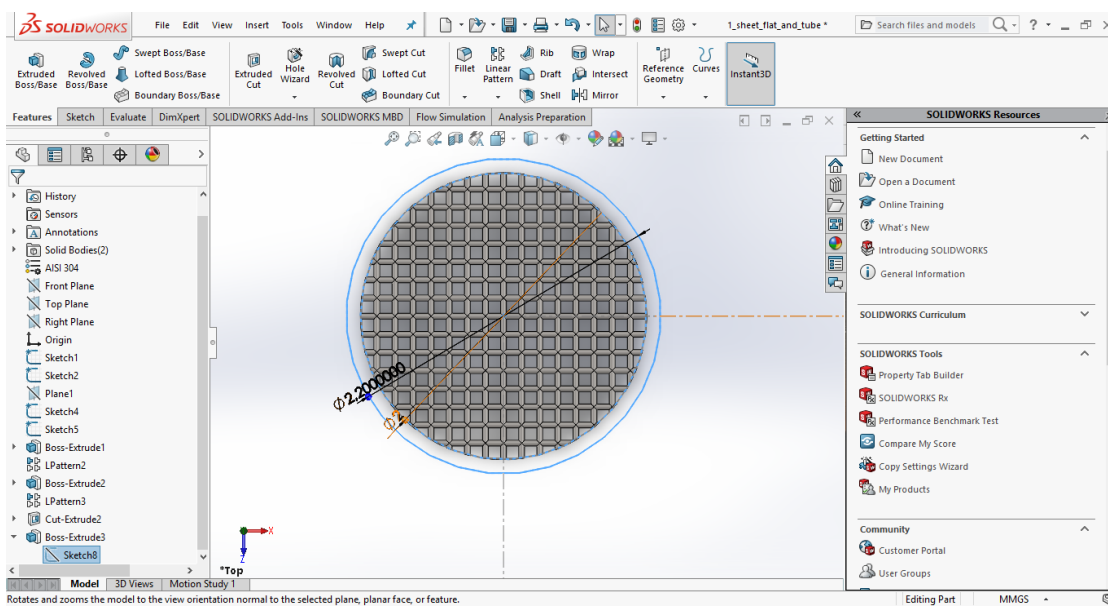 SOLIDWORKS File Edit View Insert Tools Window Help 1_sheet_flat_and_tube * Search files and models
Extruded Boss/Base
Revolved Boss/Base
Swept Boss/Base
Lofted Boss/Base
Boundary Boss/Base
Extruded Cut
Hole Wizard
Revolved Cut
Swept Cut
Lofted Cut
Boundary Cut
Fillet
Linear Pattern
Rib
Draft
Shell
Wrap
Intersect
Mirror
Reference Geometry
Curves
Instant3D
Features Sketch Evaluate DimXpert SOLIDWORKS Add-Ins SOLIDWORKS MBD Flow Simulation Analysis Preparation
History
Sensors
Annotations
Solid Bodies(2)
AISI 304
Front Plane
Top Plane
Right Plane
Origin
Sketch1
Sketch2
Plane1
Sketch4
Sketch5
Boss-Extrude1
LPattern2
Boss-Extrude2
LPattern3
Cut-Extrude2
Boss-Extrude3
Sketch8
Ø2.2000000
Ø2
X
Z
*Top
SOLIDWORKS Resources
Getting Started
New Document
Open a Document
Online Training
What's New
Introducing SOLIDWORKS
General Information
SOLIDWORKS Curriculum
SOLIDWORKS Tools
Property Tab Builder
SOLIDWORKS Rx
Performance Benchmark Test
Compare My Score
Copy Settings Wizard
My Products
Community
Customer Portal
User Groups
Model 3D Views Motion Study 1
Rotates and zooms the model to the view orientation normal to the selected plane, planar face, or feature. Editing Part MMGS